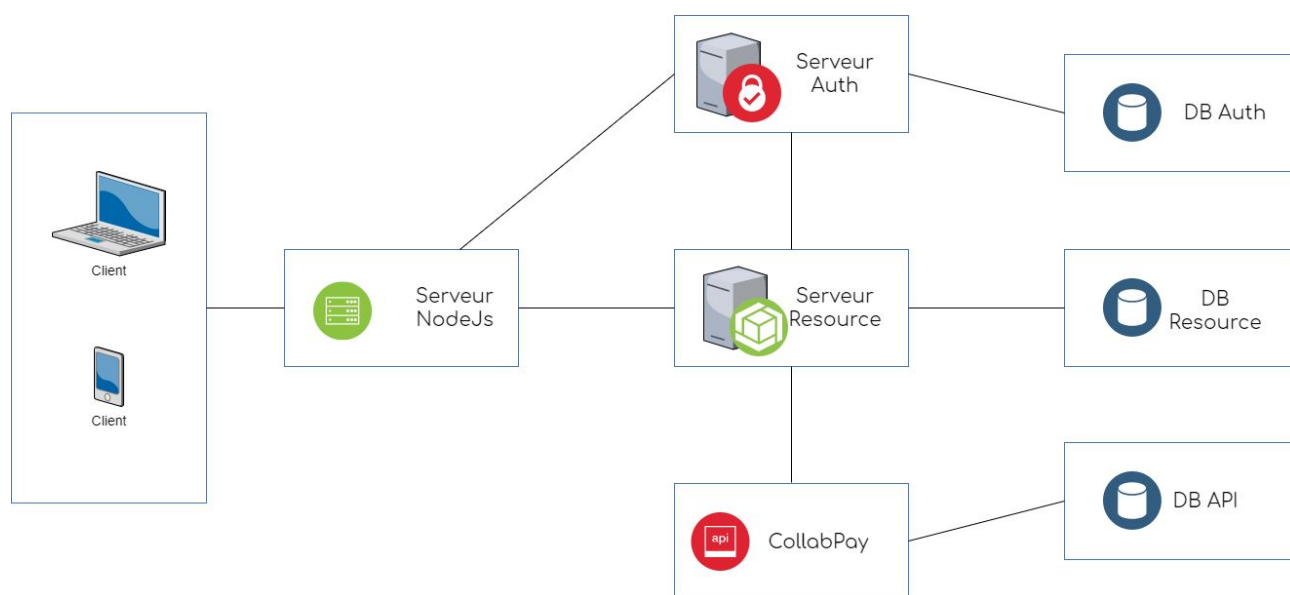 Client
Client
Serveur
NodeJs
Serveur
Auth
Serveur
Resource
api
CollabPay
DB Auth
DB
Resource
DB API